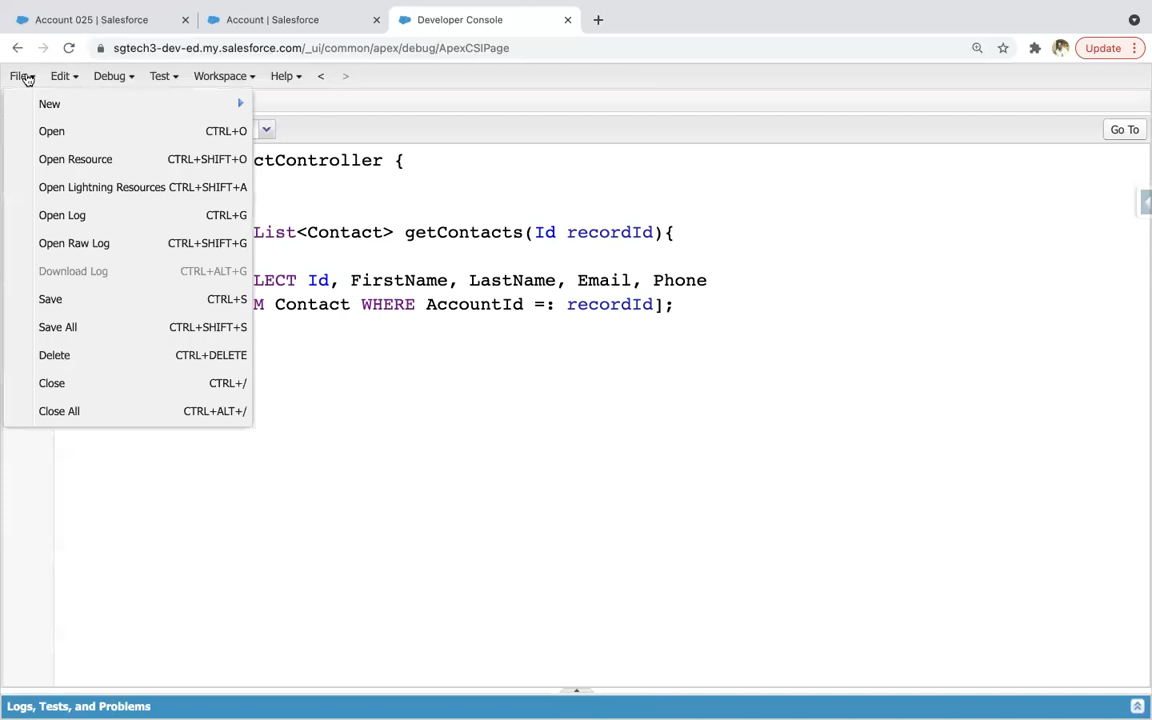 Account 025 | Salesforce
Account | Salesforce
Developer Console
sgtech3-dev-ed.my.salesforce.com/_ui/common/apex/debug/ApexCSIPage
Update
File Edit Debug Test Workspace Help < >
New
Open CTRL+O
Open Resource CTRL+SHIFT+O
Open Lightning Resources CTRL+SHIFT+A
Open Log CTRL+G
Open Raw Log CTRL+SHIFT+G
Download Log CTRL+ALT+G
Save CTRL+S
Save All CTRL+SHIFT+S
Delete CTRL+DELETE
Close CTRL+/
Close All CTRL+ALT+/
Go To
ctController {
List<Contact> getContacts(Id recordId){
LECT Id, FirstName, LastName, Email, Phone
M Contact WHERE AccountId =: recordId];
Logs, Tests, and Problems